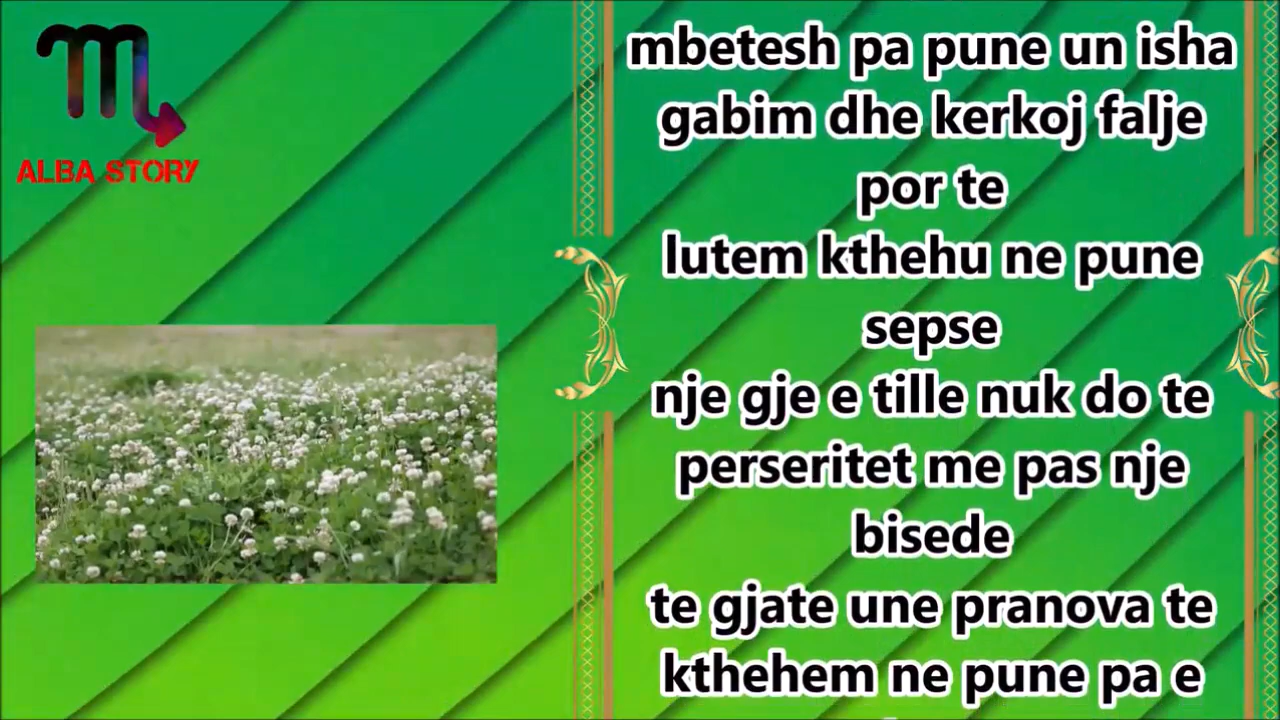 ALBA STORY
mbetesh pa pune un isha
gabim dhe kerkoj falje
por te
lutem kthehu ne pune
sepse
nje gje e tille nuk do te
perseritet me pas nje
bisede
te gjate une pranova te
kthehem ne pune pa e